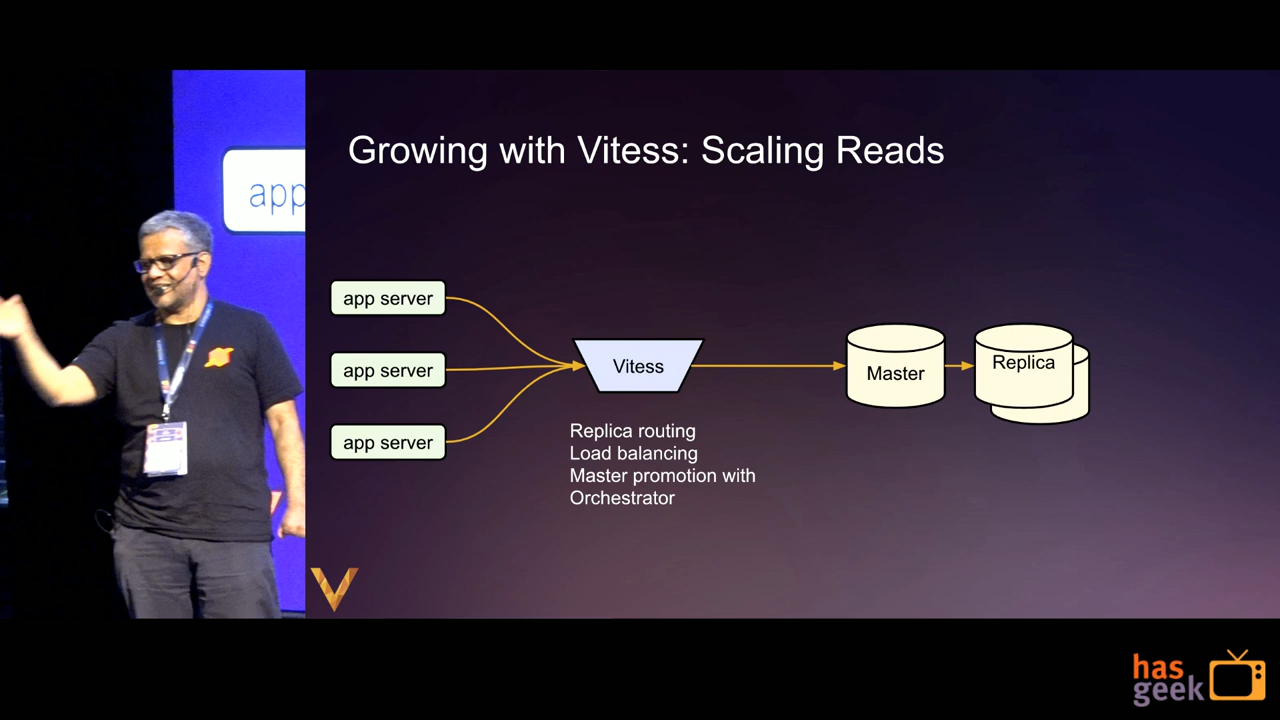 app
Growing with Vitess: Scaling Reads
app server
app server
app server
Vitess
Master
Replica
Replica routing
Load balancing
Master promotion with
Orchestrator
has
geek